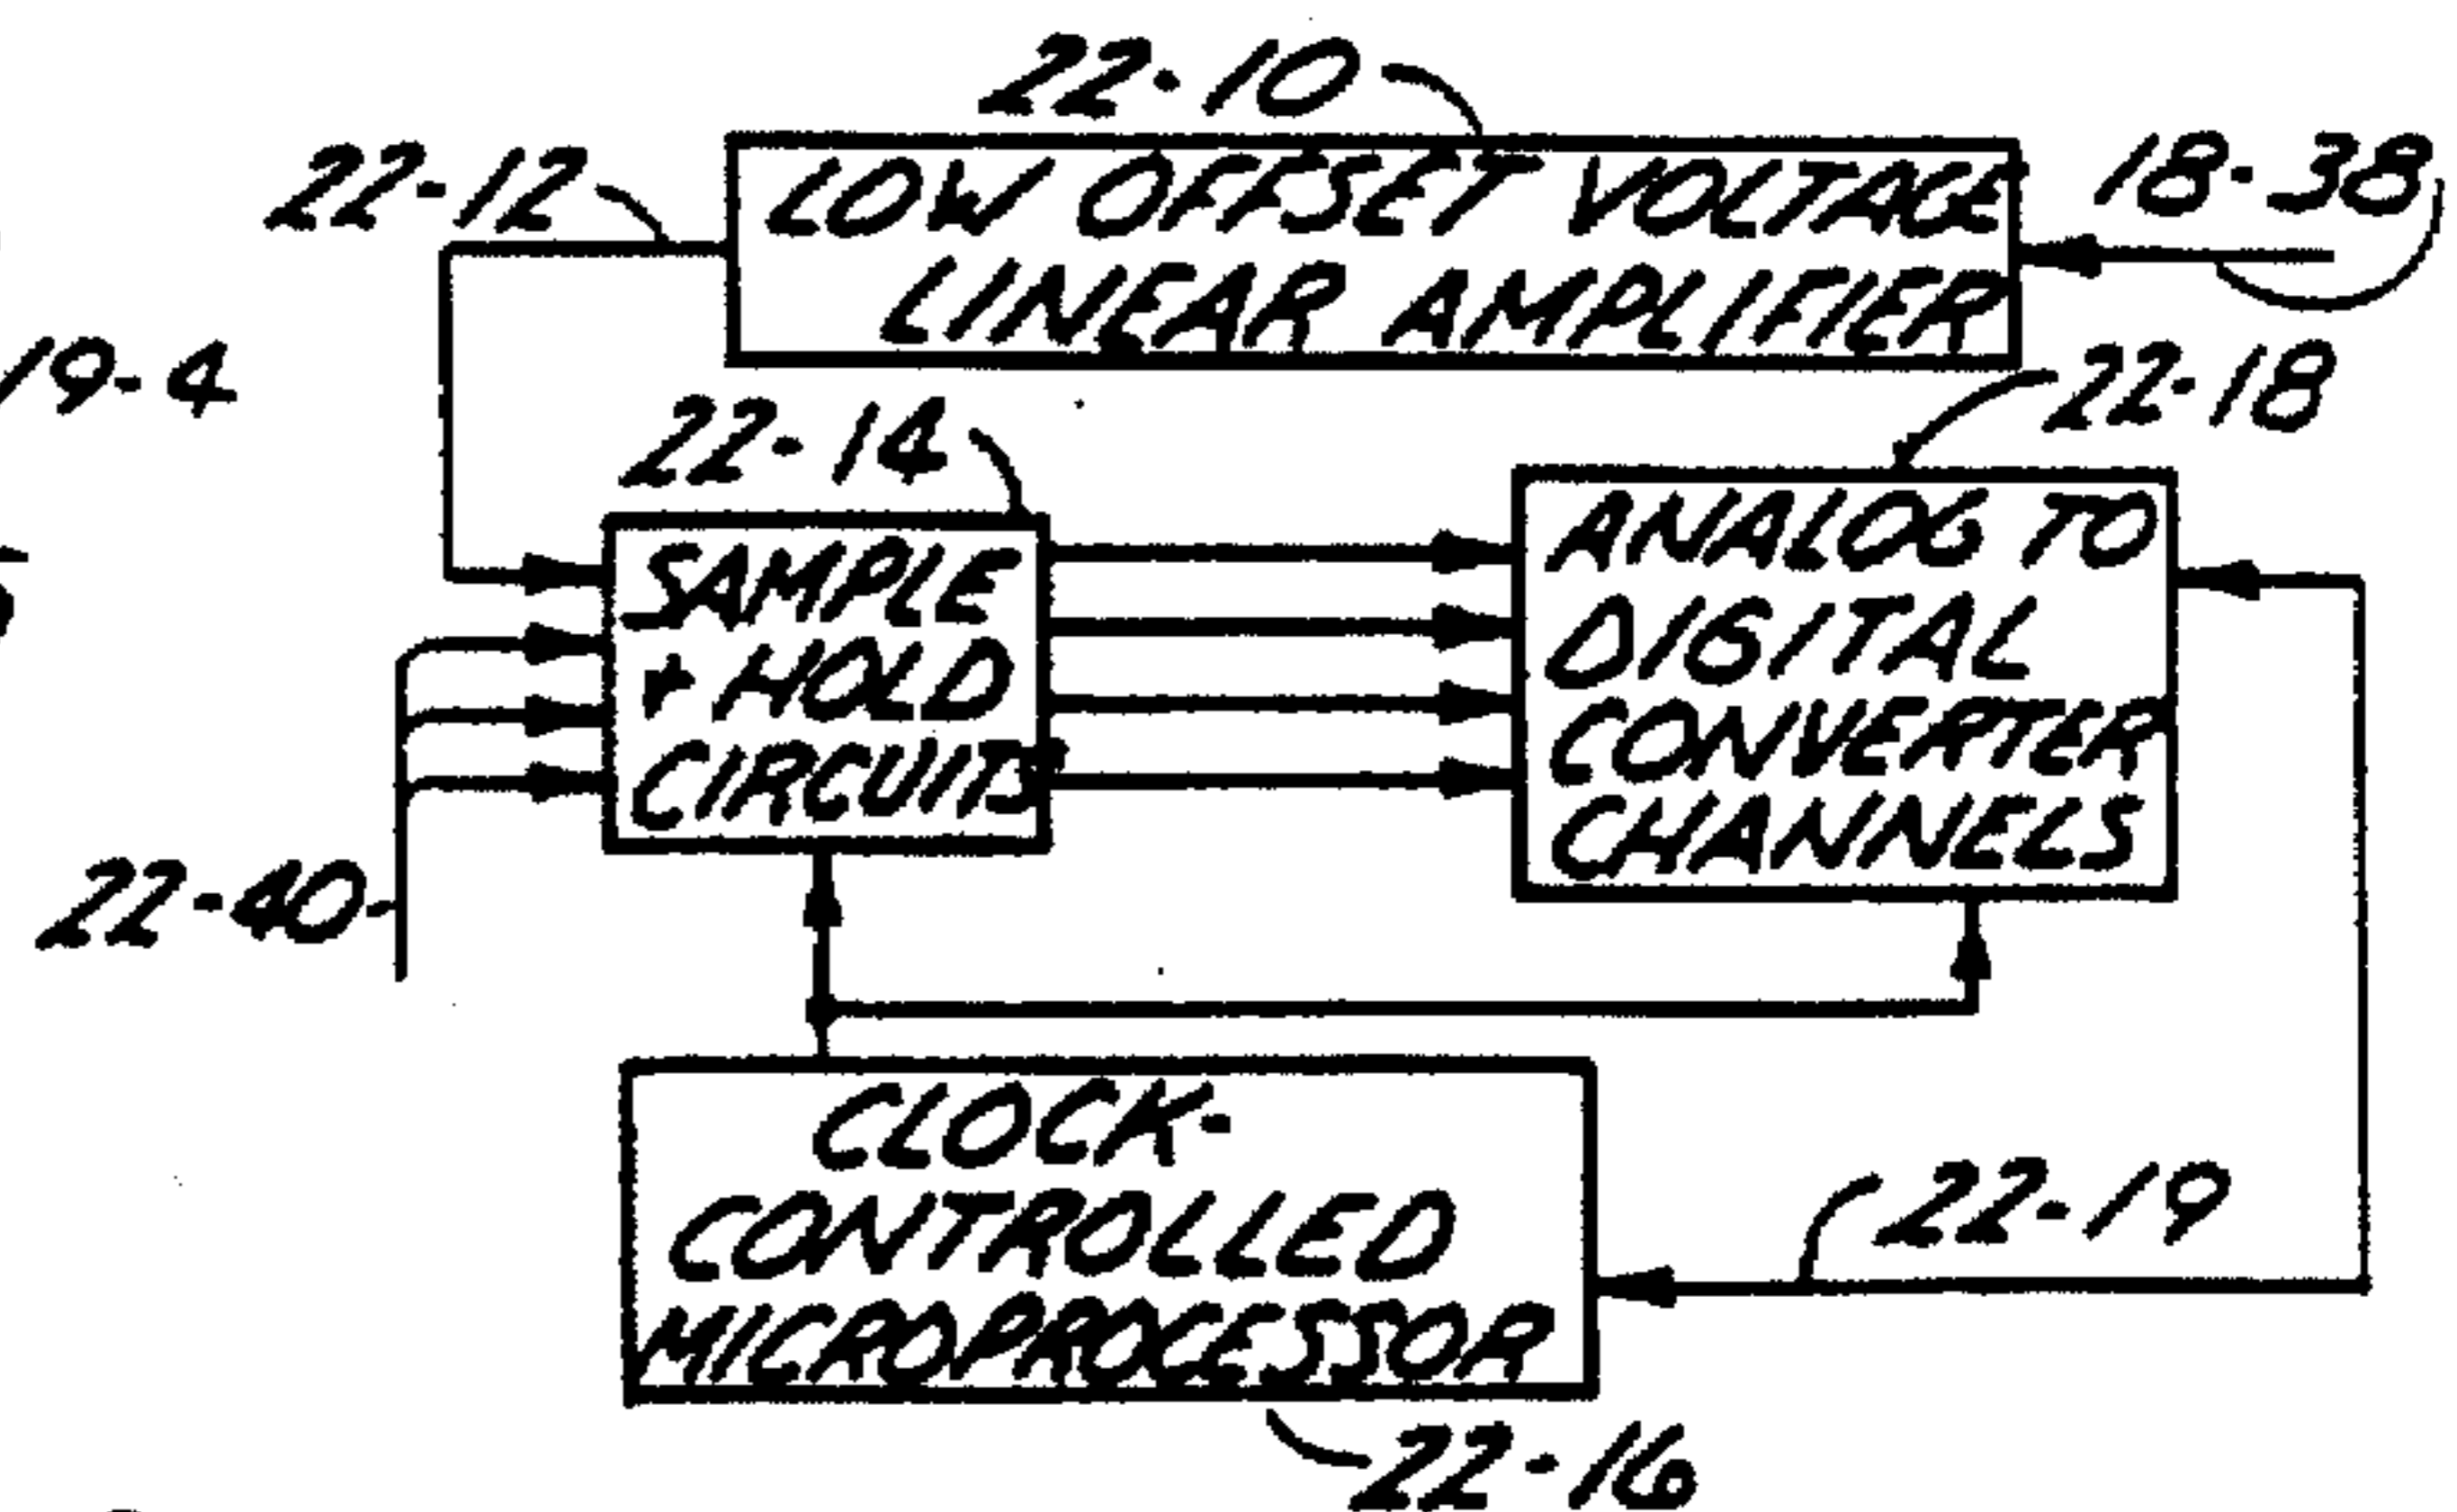 22-10
22-12
LOW OFFSET VOLTAGE
LINEAR AMPLIFIER
18-38
19-4
22-14
22-18
SAMPLE
+ HOLD
CIRCUITS
ANALOG TO
DIGITAL
CONVERTER
CHANNELS
22-40
CLOCK-
CONTROLLED
MICROPROCESSOR
22-19
22-16